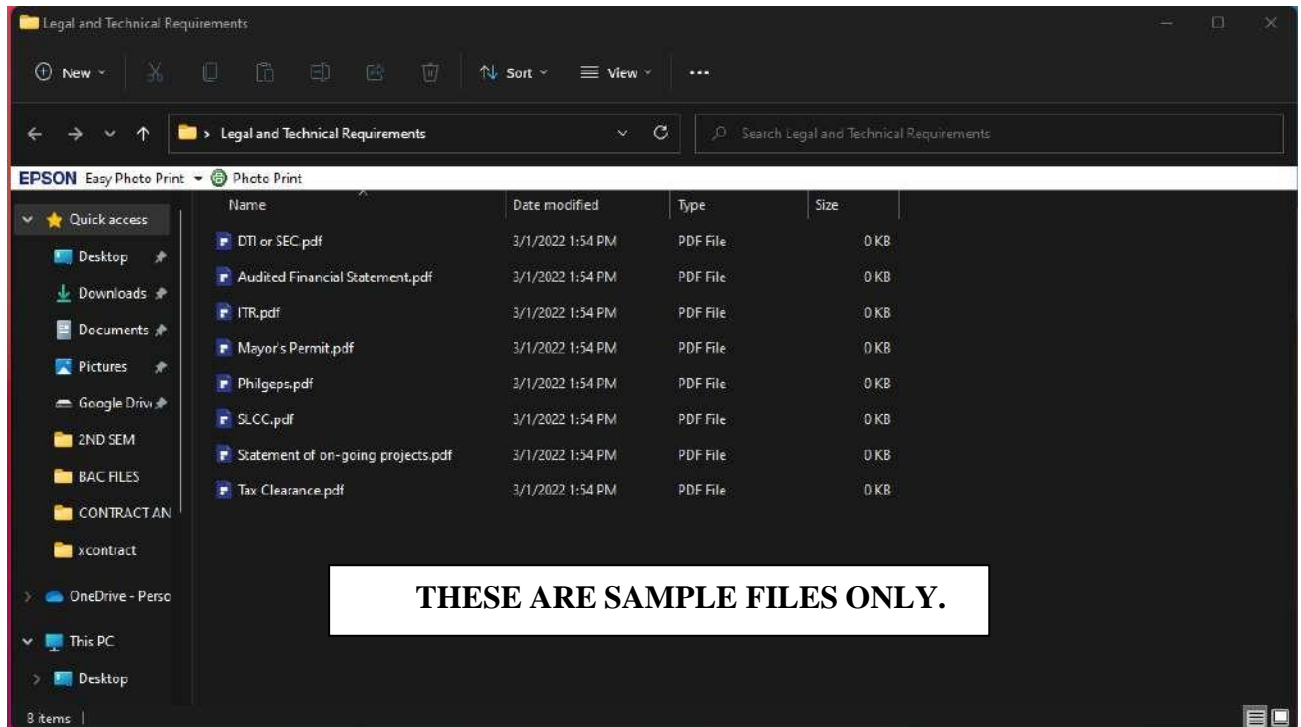 Legal and Technical Requirements
New
Sort
View
Legal and Technical Requirements
Search Legal and Technical Requirements
EPSON Easy Photo Print Photo Print
Name Date modified Type Size
Quick access
Desktop
Downloads
Documents
Pictures
Google Driv
2ND SEM
BAC FILES
CONTRACT AN
xcontract
OneDrive - Perso
This PC
Desktop
DTI or SEC.pdf 3/1/2022 1:54 PM PDF File 0 KB
Audited Financial Statement.pdf 3/1/2022 1:54 PM PDF File 0 KB
ITR.pdf 3/1/2022 1:54 PM PDF File 0 KB
Mayor's Permit.pdf 3/1/2022 1:54 PM PDF File 0 KB
Philgeps.pdf 3/1/2022 1:54 PM PDF File 0 KB
SLCC.pdf 3/1/2022 1:54 PM PDF File 0 KB
Statement of on-going projects.pdf 3/1/2022 1:54 PM PDF File 0 KB
Tax Clearance.pdf 3/1/2022 1:54 PM PDF File 0 KB
THESE ARE SAMPLE FILES ONLY.
8 items